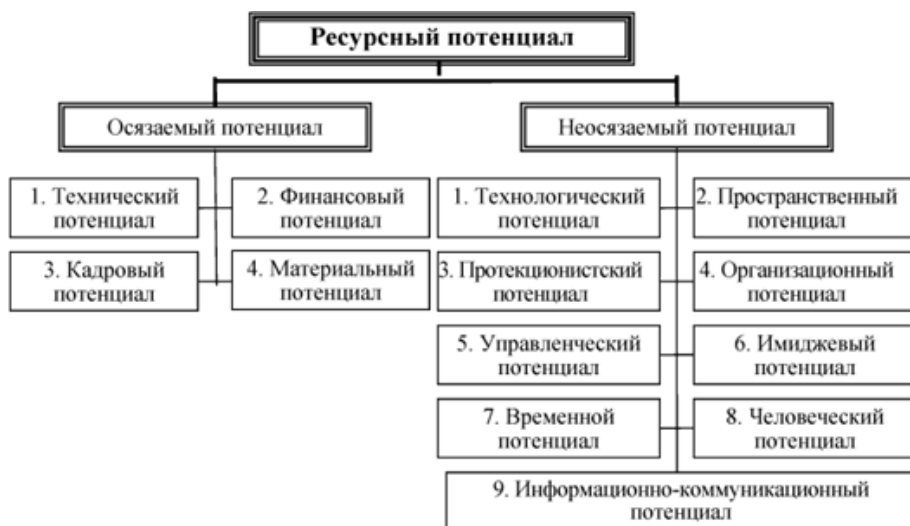 Ресурсный потенциал
Осязаемый потенциал
Неосязаемый потенциал
1. Технический
потенциал
2. Финансовый
потенциал
3. Кадровый
потенциал
4. Материальный
потенциал
1. Технологический
потенциал
2. Пространственный
потенциал
3. Протекционистский
потенциал
4. Организационный
потенциал
5. Управленческий
потенциал
6. Имиджевый
потенциал
7. Временной
потенциал
8. Человеческий
потенциал
9. Информационно-коммуникационный
потенциал